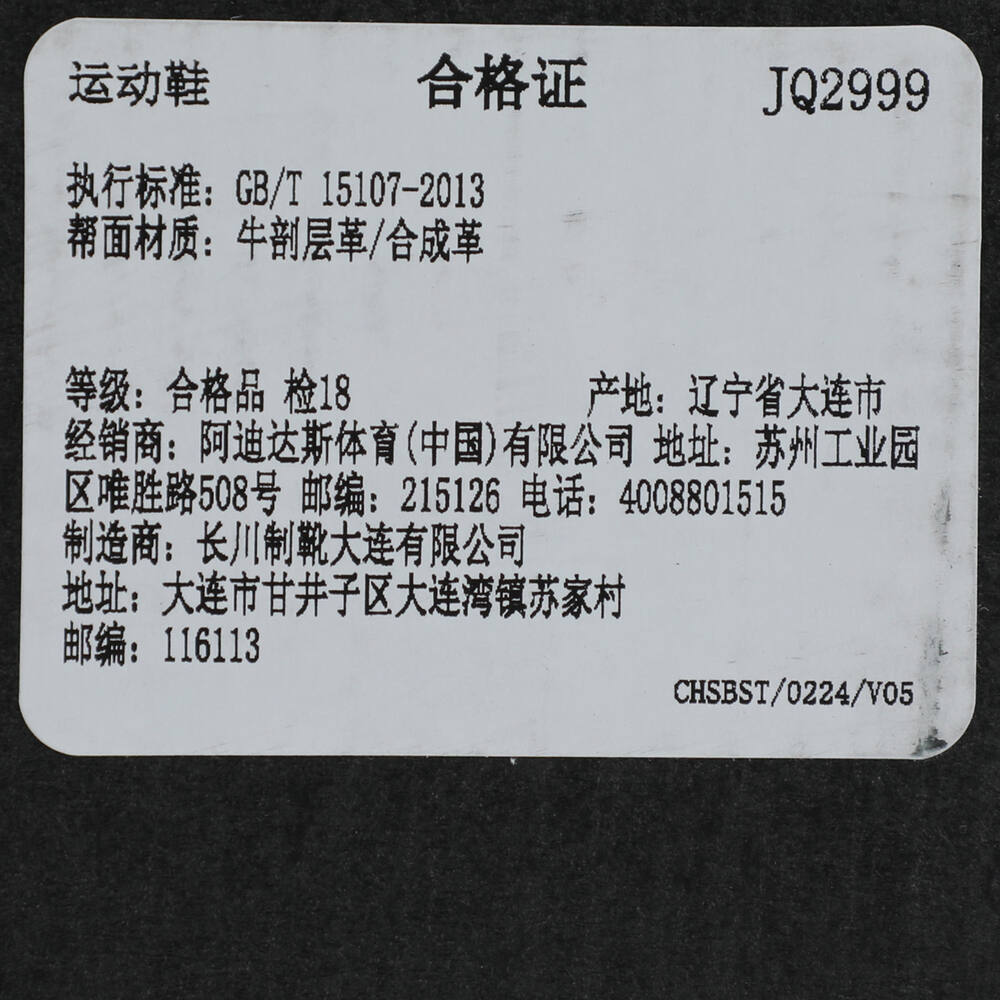 运动鞋 合格证 JQ2999
执行标准：GB/T 15107-2013
帮面材质：牛剖层革/合成革
等级：合格品 检18 产地：辽宁省大连市
经销商：阿迪达斯体育(中国)有限公司 地址：苏州工业园
区唯胜路508号 邮编：215126 电话：4008801515
制造商：长川制靴大连有限公司
地址：大连市甘井子区大连湾镇苏家村
邮编：116113
CHSBST/0224/V05